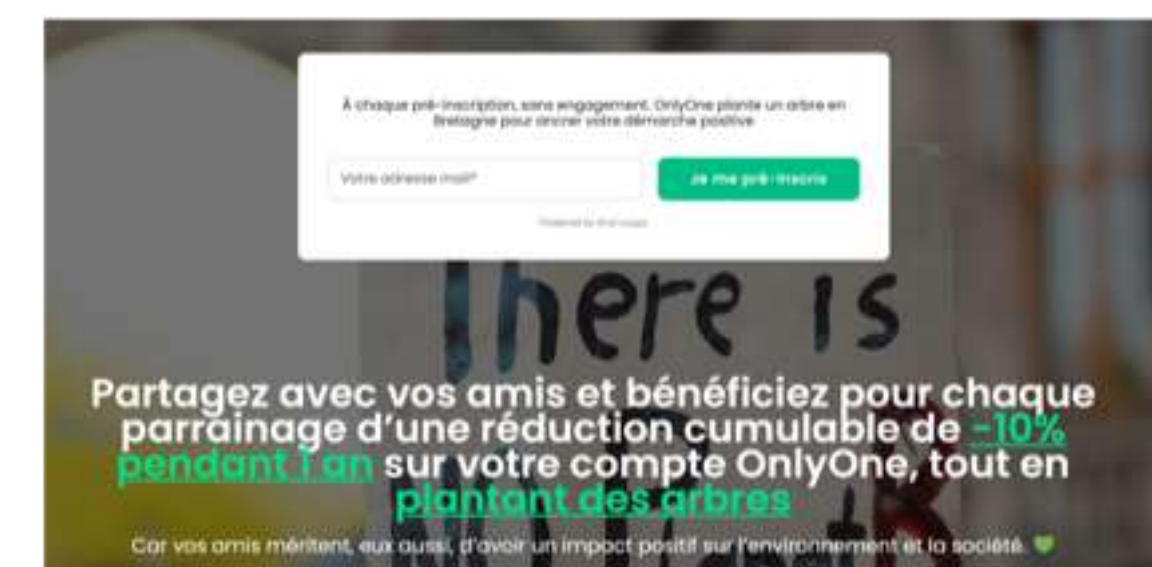 À chaque pré-inscription, sans engagement, OnlyOne plante un arbre en
Bretagne pour ancrer votre démarche positive
Votre adresse mail*
Je me pré-inscris
Powered by
There is
Partagez avec vos amis et bénéficiez pour chaque
parrainage d'une réduction cumulable de -10%
pendant 1 an sur votre compte OnlyOne, tout en
plantant des arbres
Car vos amis méritent, eux aussi, d'avoir un impact positif sur l'environnement et la société. 💚